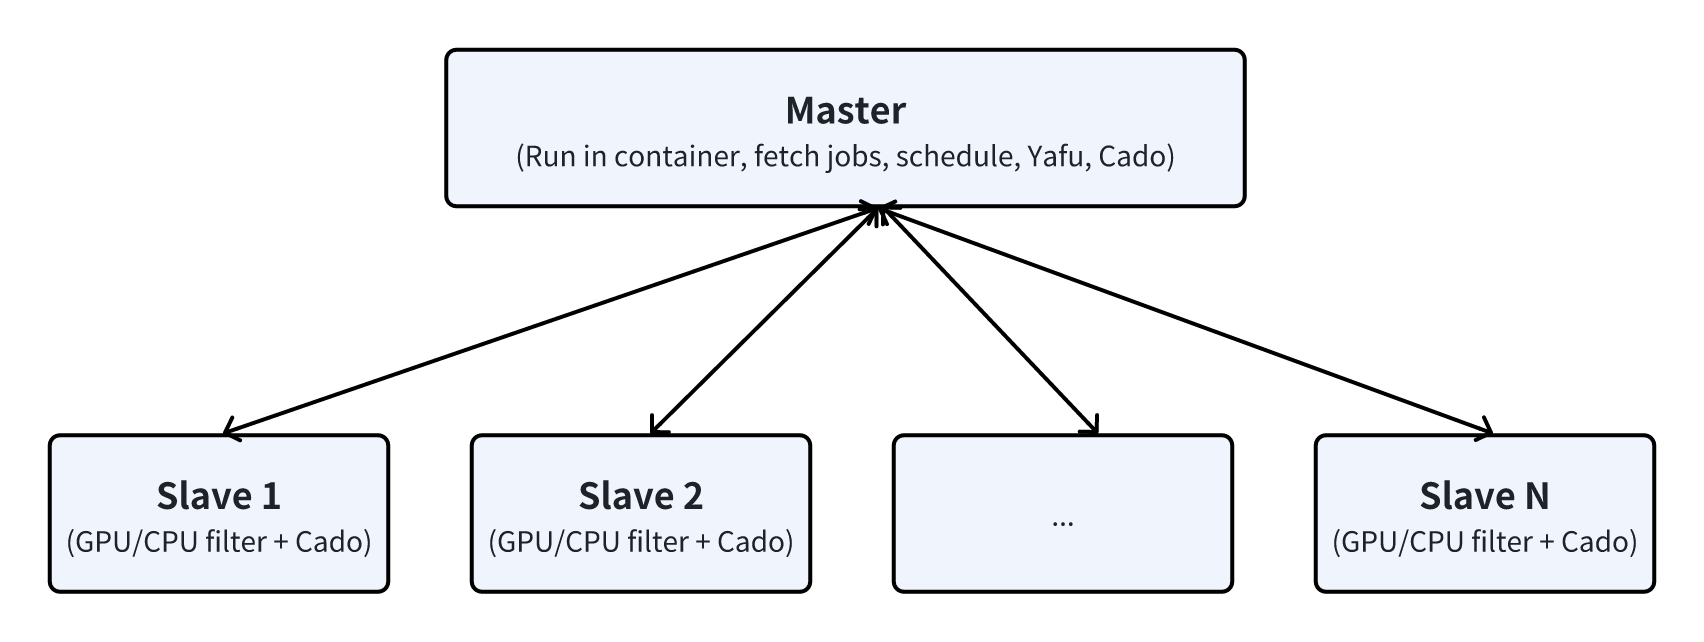 Master
(Run in container, fetch jobs, schedule, Yafu, Cado)
Slave 1
(GPU/CPU filter + Cado)
Slave 2
(GPU/CPU filter + Cado)
...
Slave N
(GPU/CPU filter + Cado)